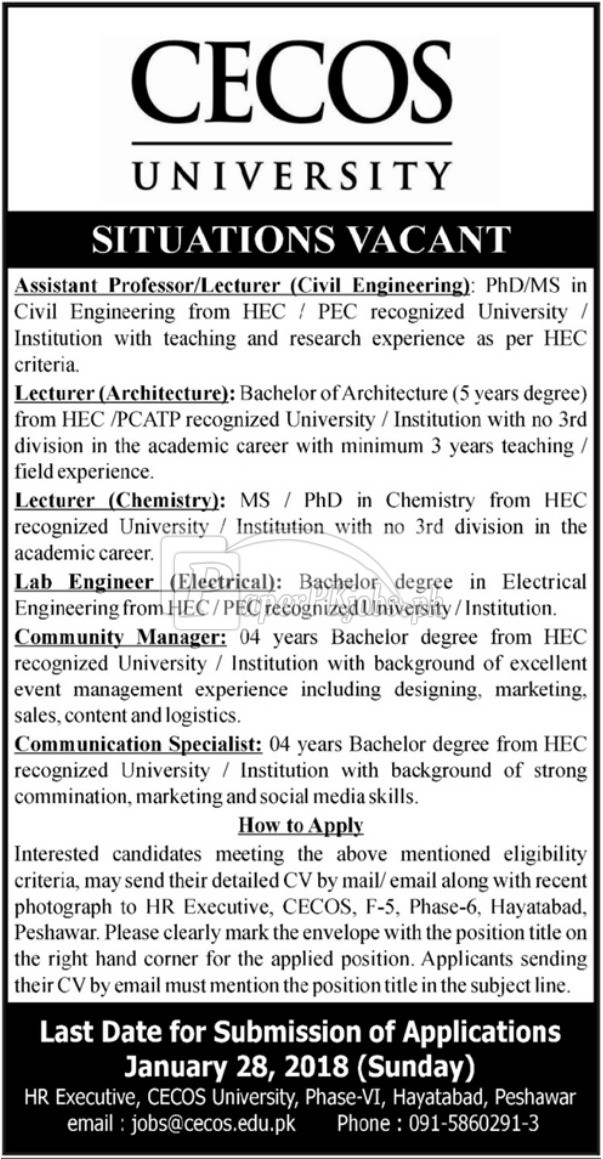 CECOS
UNIVERSITY
SITUATIONS VACANT
Assistant Professor/Lecturer (Civil Engineering): PhD/MS in
Civil Engineering from HEC / PEC recognized University /
Institution with teaching and research experience as per HEC
criteria.
Lecturer (Architecture): Bachelor of Architecture (5 years degree)
from HEC /PCATP recognized University / Institution with no 3rd
division in the academic career with minimum 3 years teaching /
field experience.
Lecturer (Chemistry): MS / PhD in Chemistry from HEC
recognized University / Institution with no 3rd division in the
academic career.
Lab Engineer (Electrical): Bachelor degree in Electrical
Engineering from HEC / PEC recognized University / Institution.
PaperPKjobs.pk
Community Manager: 04 years Bachelor degree from HEC
recognized University / Institution with background of excellent
event management experience including designing, marketing,
sales, content and logistics.
Communication Specialist: 04 years Bachelor degree from HEC
recognized University / Institution with background of strong
commination, marketing and social media skills.
How to Apply
Interested candidates meeting the above mentioned eligibility
criteria, may send their detailed CV by mail/ email along with recent
photograph to HR Executive, CECOS, F-5, Phase-6, Hayatabad,
Peshawar. Please clearly mark the envelope with the position title on
the right hand corner for the applied position. Applicants sending
their CV by email must mention the position title in the subject line.
Last Date for Submission of Applications
January 28, 2018 (Sunday)
HR Executive, CECOS University, Phase-VI, Hayatabad, Peshawar
email : jobs@cecos.edu.pk Phone : 091-5860291-3